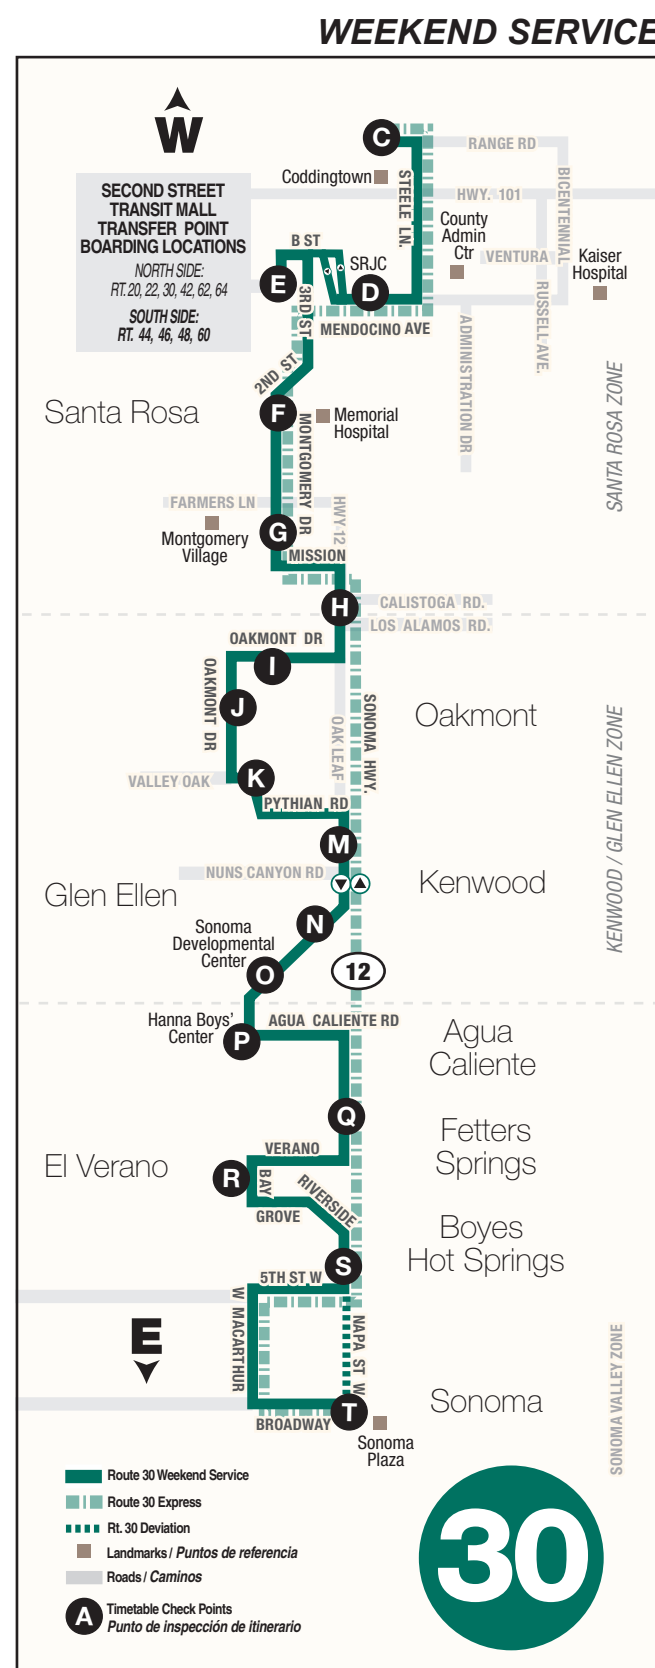 WEEKEND SERVICE
W
SECOND STREET
TRANSIT MALL
TRANSFER POINT
BOARDING LOCATIONS
NORTH SIDE:
RT. 20, 22, 30, 42, 62, 64
SOUTH SIDE:
RT. 44, 46, 48, 60
C
RANGE RD
Coddingtown
STEELE LN.
HWY. 101
BICENTENNIAL
County
Admin
Ctr
VENTURA
Kaiser
Hospital
B ST
SRJC
E
D
3RD ST
MENDOCINO AVE
RUSSELL AVE.
ADMINISTRATION DR
2ND ST
Santa Rosa
F
Memorial
Hospital
SANTA ROSA ZONE
MONTGOMERY DR
FARMERS LN
HWY 12
Montgomery
Village
G
MISSION
H
CALISTOGA RD.
LOS ALAMOS RD.
OAKMONT DR
I
OAKMONT DR
J
OAK LEAF
SONOMA HWY.
Oakmont
VALLEY OAK
K
PYTHIAN RD
M
NUNS CANYON RD
Glen Ellen
Kenwood
KENWOOD / GLEN ELLEN ZONE
N
Sonoma
Developmental
Center
O
12
Hanna Boys'
Center
P
AGUA CALIENTE RD
Agua
Caliente
Q
Fetters
Springs
VERANO
El Verano
R
BAY
RIVERSIDE
GROVE
Boyes
Hot Springs
S
5TH ST W
W MACARTHUR
NAPA ST W
E
Sonoma
SONOMA VALLEY ZONE
BROADWAY
T
Sonoma
Plaza
Route 30 Weekend Service
Route 30 Express
Rt. 30 Deviation
Landmarks / Puntos de referencia
Roads / Caminos
A
Timetable Check Points
Punto de inspección de itinerario
30